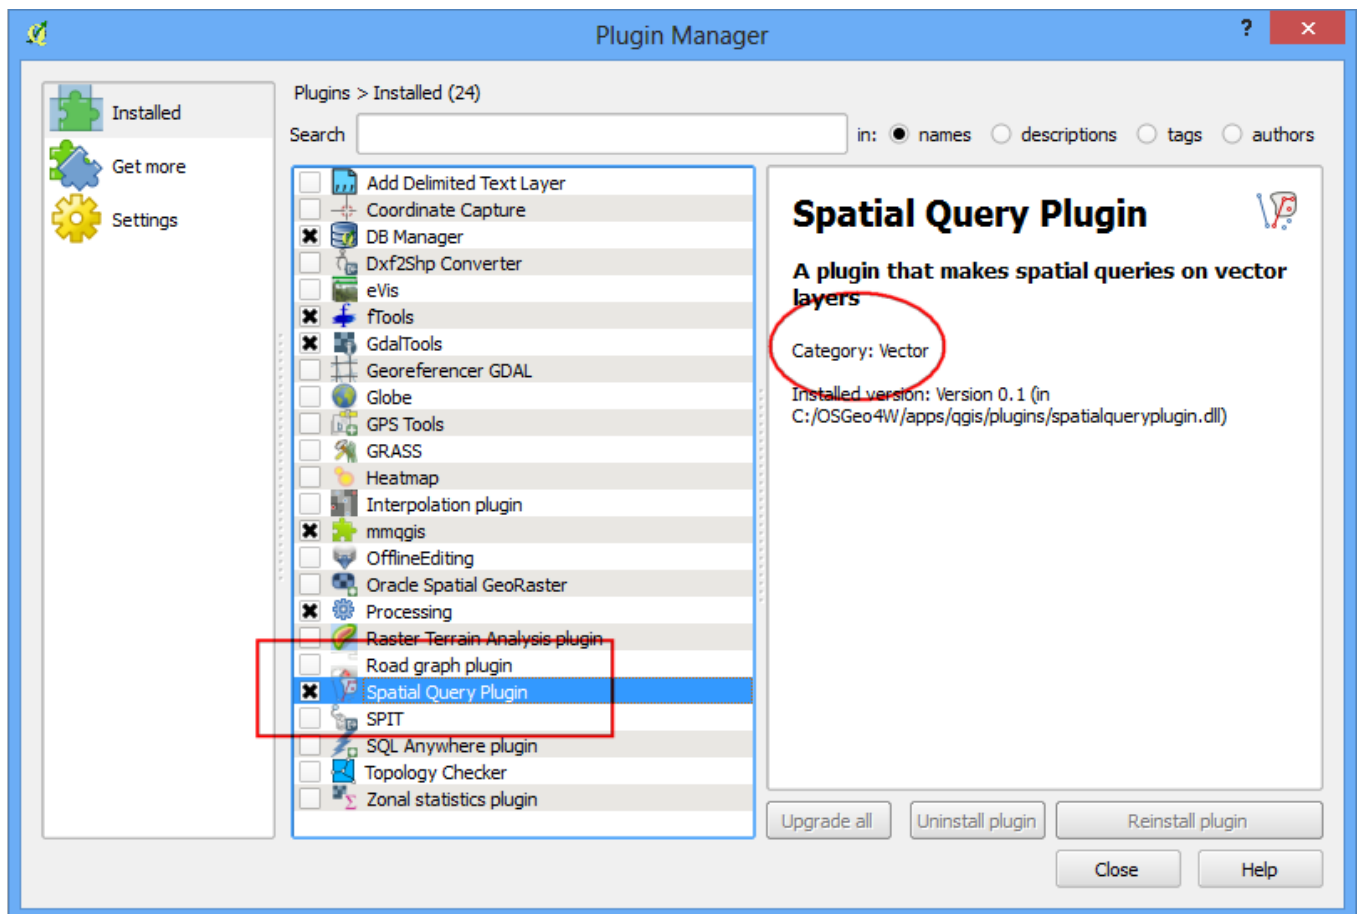 Plugin Manager
?
Installed
Get more
Settings
Plugins > Installed (24)
Search
in: names descriptions tags authors
Add Delimited Text Layer
Coordinate Capture
DB Manager
Dxf2Shp Converter
eVis
fTools
GdalTools
Georeferencer GDAL
Globe
GPS Tools
GRASS
Heatmap
Interpolation plugin
mmqgis
OfflineEditing
Oracle Spatial GeoRaster
Processing
Raster Terrain Analysis plugin
Road graph plugin
Spatial Query Plugin
SPIT
SQL Anywhere plugin
Topology Checker
Zonal statistics plugin
Spatial Query Plugin
A plugin that makes spatial queries on vector
layers
Category: Vector
Installed version: Version 0.1 (in
C:/OSGeo4W/apps/qgis/plugins/spatialqueryplugin.dll)
Upgrade all
Uninstall plugin
Reinstall plugin
Close
Help